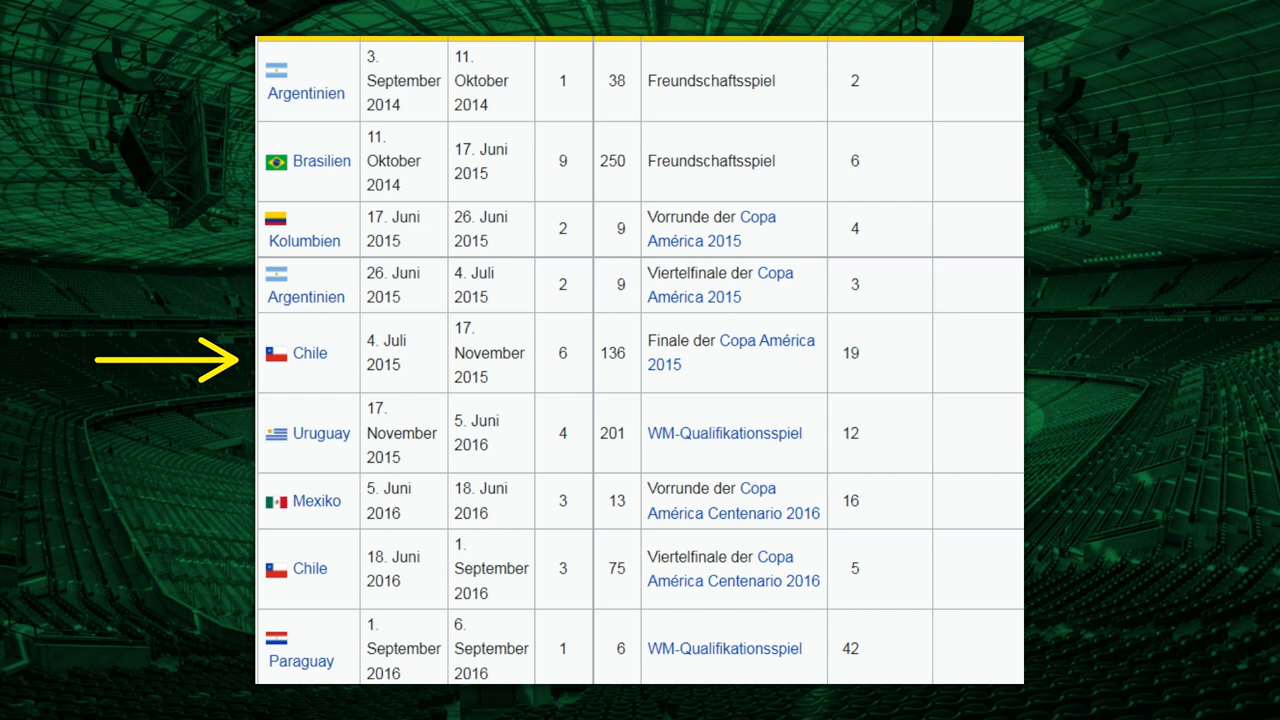 Argentinien
3. September 2014
11. Oktober 2014
1
38
Freundschaftsspiel
2
Brasilien
11. Oktober 2014
17. Juni 2015
9
250
Freundschaftsspiel
6
Kolumbien
17. Juni 2015
26. Juni 2015
2
9
Vorrunde der Copa
América 2015
4
Argentinien
26. Juni 2015
4. Juli 2015
2
9
Viertelfinale der Copa
América 2015
3
Chile
4. Juli 2015
17. November 2015
6
136
Finale der Copa América
2015
19
Uruguay
17. November 2015
5. Juni 2016
4
201
WM-Qualifikationsspiel
12
Mexiko
5. Juni 2016
18. Juni 2016
3
13
Vorrunde der Copa
América Centenario 2016
16
Chile
18. Juni 2016
1. September 2016
3
75
Viertelfinale der Copa
América Centenario 2016
5
Paraguay
1. September 2016
6. September 2016
1
6
WM-Qualifikationsspiel
42